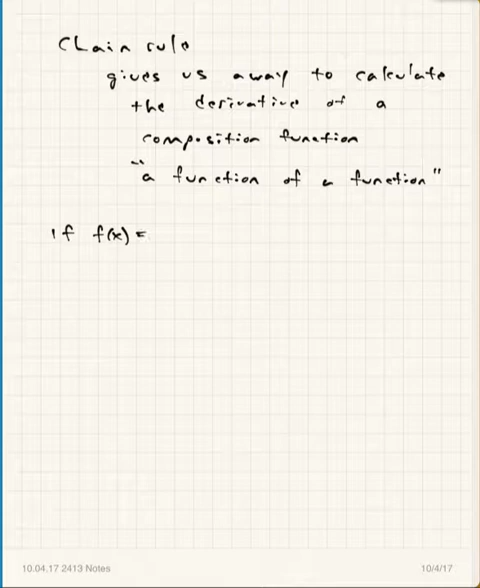 Chain rule
gives us away to calculate
the derivative of a
composition function
"a function of a function"
If f(x) =
10.04.17 2413 Notes 10/4/17